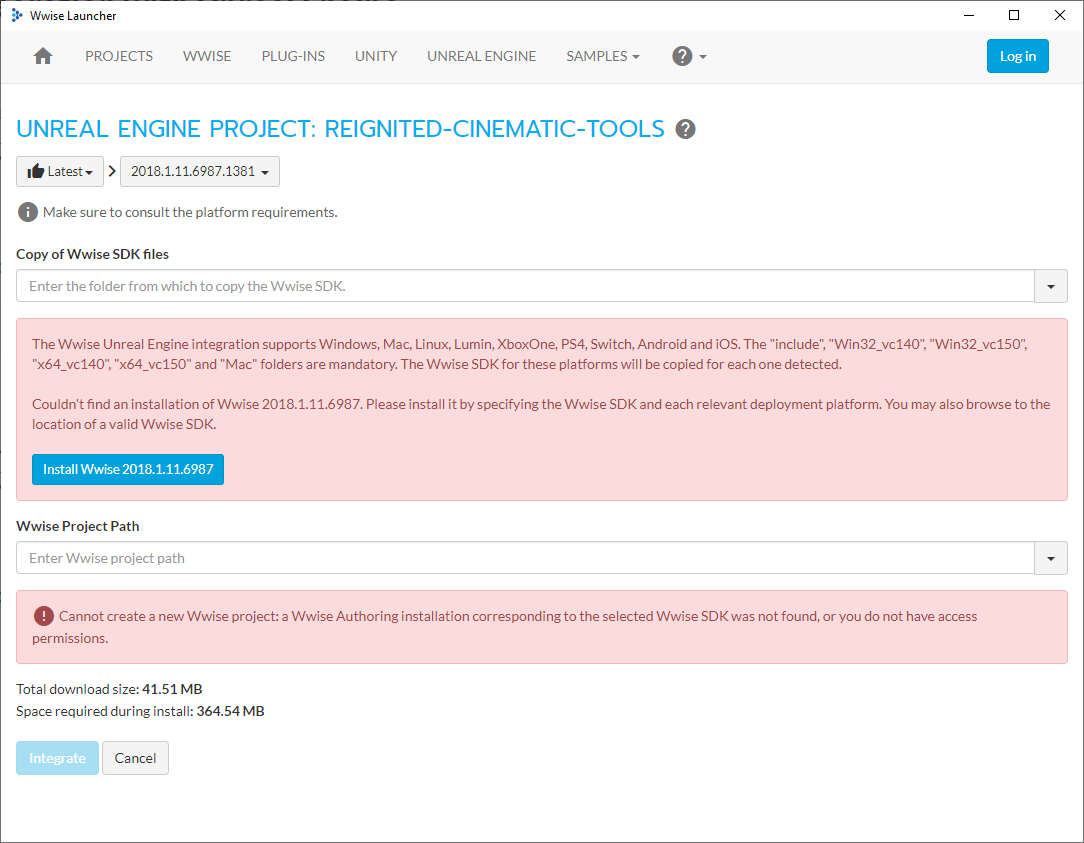 Wwise Launcher
PROJECTS WWISE PLUG-INS UNITY UNREAL ENGINE SAMPLES ? Log in
UNREAL ENGINE PROJECT: REIGNITED-CINEMATIC-TOOLS ?
Latest 2018.1.11.6987.1381
Make sure to consult the platform requirements.
Copy of Wwise SDK files
Enter the folder from which to copy the Wwise SDK.
The Wwise Unreal Engine integration supports Windows, Mac, Linux, Lumin, XboxOne, PS4, Switch, Android and iOS. The "include", "Win32_vc140", "Win32_vc150",
"x64_vc140", "x64_vc150" and "Mac" folders are mandatory. The Wwise SDK for these platforms will be copied for each one detected.
Couldn't find an installation of Wwise 2018.1.11.6987. Please install it by specifying the Wwise SDK and each relevant deployment platform. You may also browse to the
location of a valid Wwise SDK.
Install Wwise 2018.1.11.6987
Wwise Project Path
Enter Wwise project path
Cannot create a new Wwise project: a Wwise Authoring installation corresponding to the selected Wwise SDK was not found, or you do not have access
permissions.
Total download size: 41.51 MB
Space required during install: 364.54 MB
Integrate Cancel